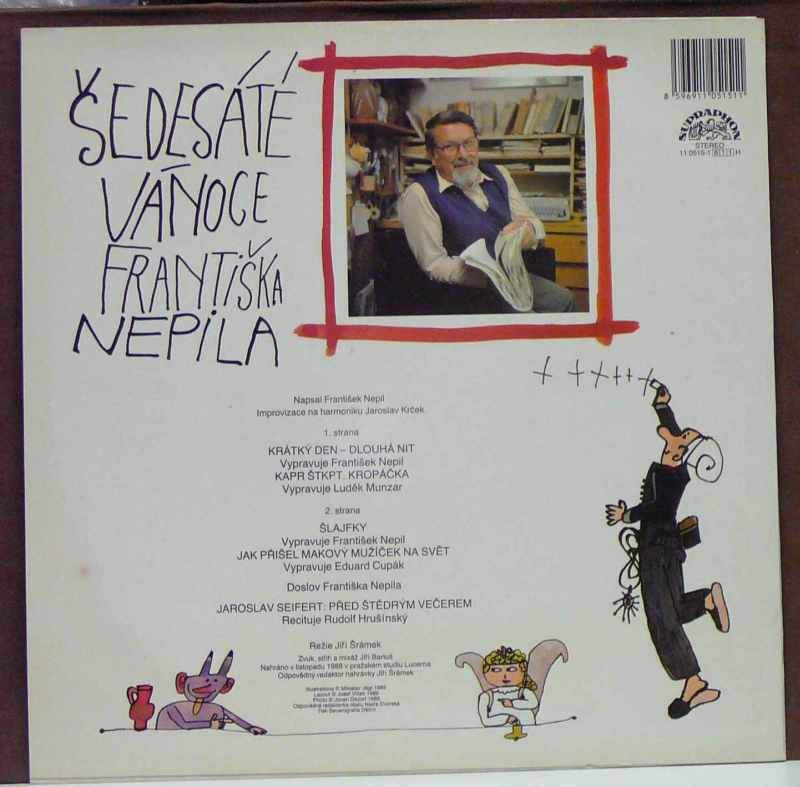 ŠEDESÁTÉ
VÁNOCE
FRANTIŠKA
NEPILA
8 596911 051511
SUPRAPHON
STEREO
Napsal František Nepil
Improvizace na harmoniku Jaroslav Krček
1. strana
KRÁTKÝ DEN – DLOUHÁ NIT
Vypravuje František Nepil
KAPR ŠTKPT. KROPÁČKA
Vypravuje Luděk Munzar
2. strana
ŠLAJFKY
Vypravuje František Nepil
JAK PŘIŠEL MAKOVÝ MUŽÍČEK NA SVĚT
Vypravuje Eduard Cupák
Doslov Františka Nepila
JAROSLAV SEIFERT: PŘED ŠTĚDRÝM VEČEREM
Recituje Rudolf Hrušínský
Režie Jiří Šrámek
Zvuk, střih a mixáž Jiří
Nahráno v listopadu 1988 v pražském studiu Lucerna
Odpovědný redaktor nahrávky Jiří Šrámek